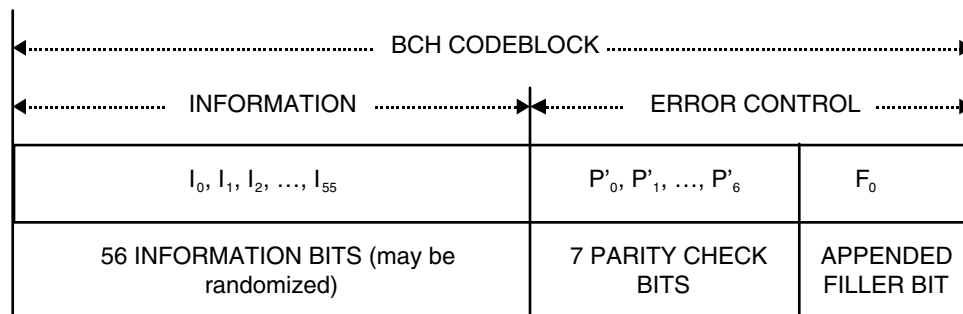 BCH CODEBLOCK
INFORMATION ERROR CONTROL
I0, I1, I2, …, I55 P'0, P'1, …, P'6 F0
56 INFORMATION BITS (may be 7 PARITY CHECK APPENDED
randomized) BITS FILLER BIT